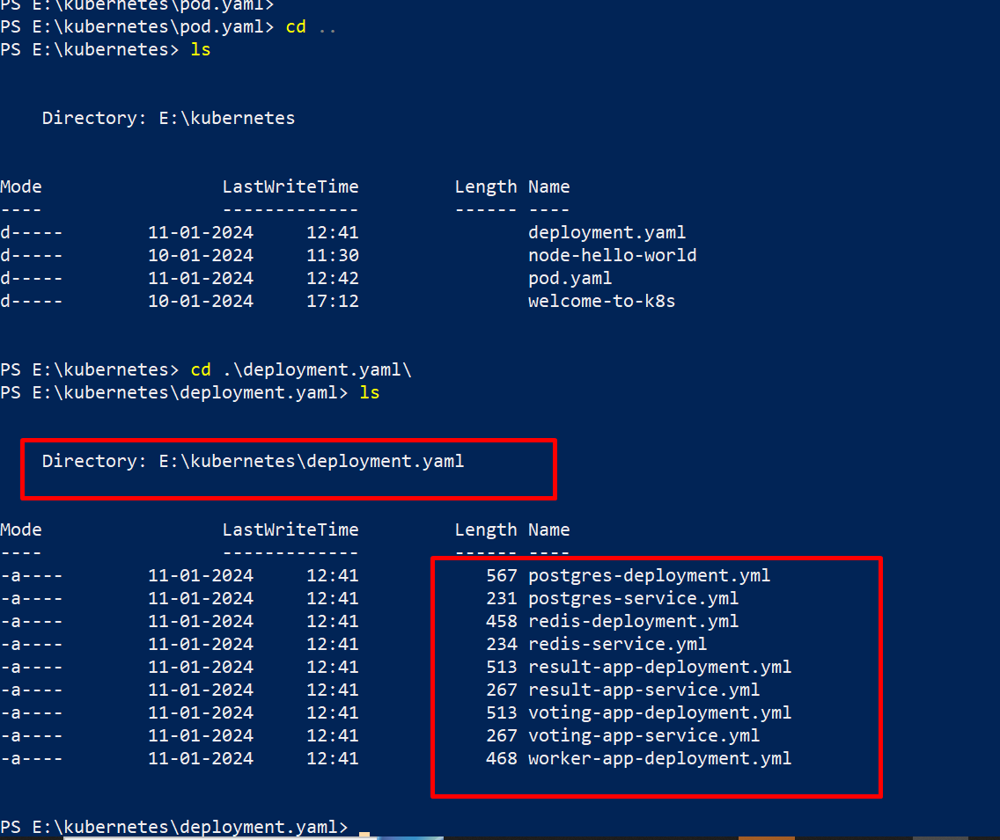 PS E:\kubernetes\pod.yaml>
PS E:\kubernetes\pod.yaml> cd ..
PS E:\kubernetes> ls
Directory: E:\kubernetes
Mode LastWriteTime Length Name
---- ------------- ------ ----
d----- 11-01-2024 12:41 deployment.yaml
d----- 10-01-2024 11:30 node-hello-world
d----- 11-01-2024 12:42 pod.yaml
d----- 10-01-2024 17:12 welcome-to-k8s
PS E:\kubernetes> cd .\deployment.yaml\
PS E:\kubernetes\deployment.yaml> ls
Directory: E:\kubernetes\deployment.yaml
Mode LastWriteTime Length Name
---- ------------- ------ ----
-a---- 11-01-2024 12:41 567 postgres-deployment.yml
-a---- 11-01-2024 12:41 231 postgres-service.yml
-a---- 11-01-2024 12:41 458 redis-deployment.yml
-a---- 11-01-2024 12:41 234 redis-service.yml
-a---- 11-01-2024 12:41 513 result-app-deployment.yml
-a---- 11-01-2024 12:41 267 result-app-service.yml
-a---- 11-01-2024 12:41 513 voting-app-deployment.yml
-a---- 11-01-2024 12:41 267 voting-app-service.yml
-a---- 11-01-2024 12:41 468 worker-app-deployment.yml
PS E:\kubernetes\deployment.yaml>